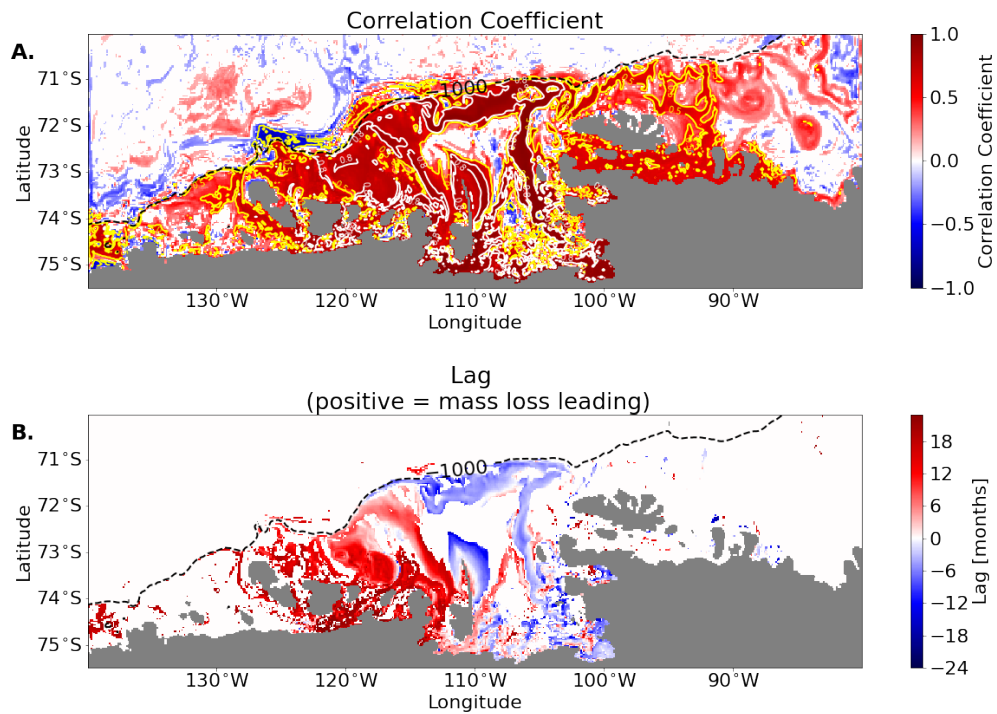 Correlation Coefficient
A.
71°S
72°S
73°S
74°S
75°S
Latitude
1000
0.8
130°W
120°W
110°W
100°W
90°W
Longitude
1.0
0.5
0.0
−0.5
−1.0
Correlation Coefficient
Lag
(positive = mass loss leading)
B.
71°S
72°S
73°S
74°S
75°S
Latitude
−1000
130°W
120°W
110°W
100°W
90°W
Longitude
18
12
6
0
−6
−12
−18
−24
Lag [months]